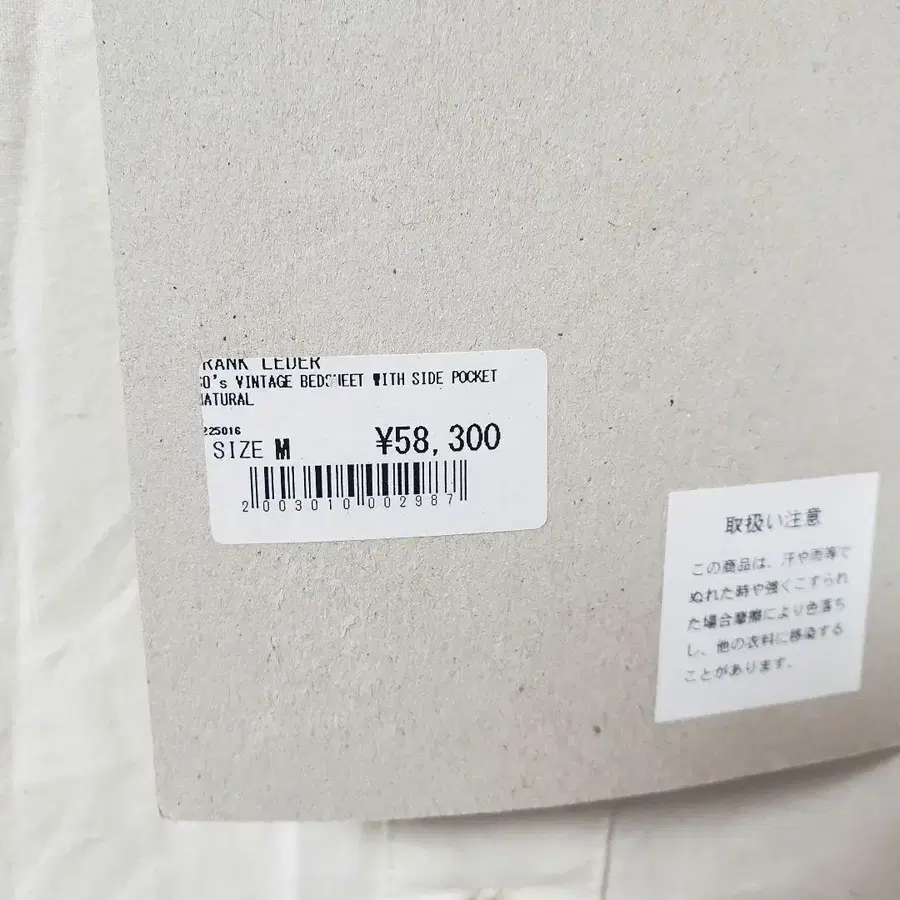 RANK LEDER
0's VINTAGE BEDSHEET WITH SIDE POCKET
NATURAL
225016
SIZE M ¥58,300
2003010002987
取扱い注意
この商品は、汗や雨等で
ぬれた時や強くこすられ
た場合摩擦により色落ち
し、他の衣料に移染する
ことがあります。